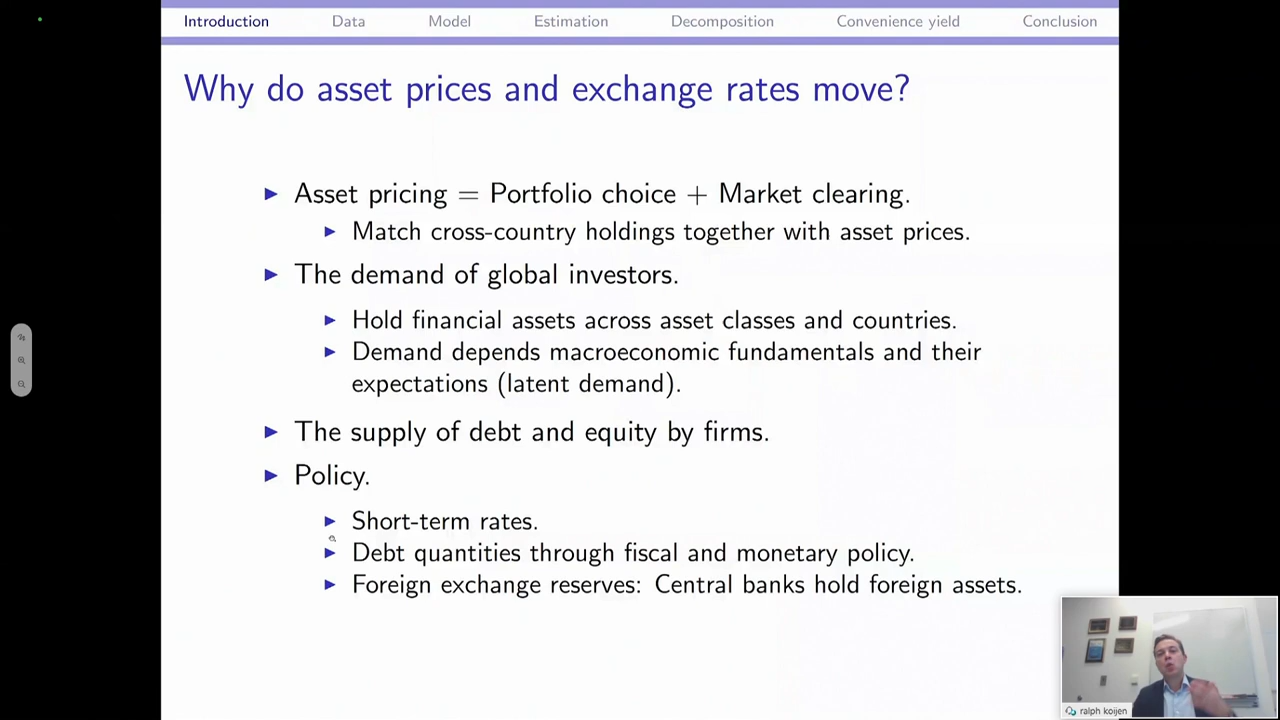 Introduction Data Model Estimation Decomposition Convenience yield Conclusion
Why do asset prices and exchange rates move?
Asset pricing = Portfolio choice + Market clearing.
Match cross-country holdings together with asset prices.
The demand of global investors.
Hold financial assets across asset classes and countries.
Demand depends macroeconomic fundamentals and their
expectations (latent demand).
The supply of debt and equity by firms.
Policy.
Short-term rates.
Debt quantities through fiscal and monetary policy.
Foreign exchange reserves: Central banks hold foreign assets.
ralph koijen